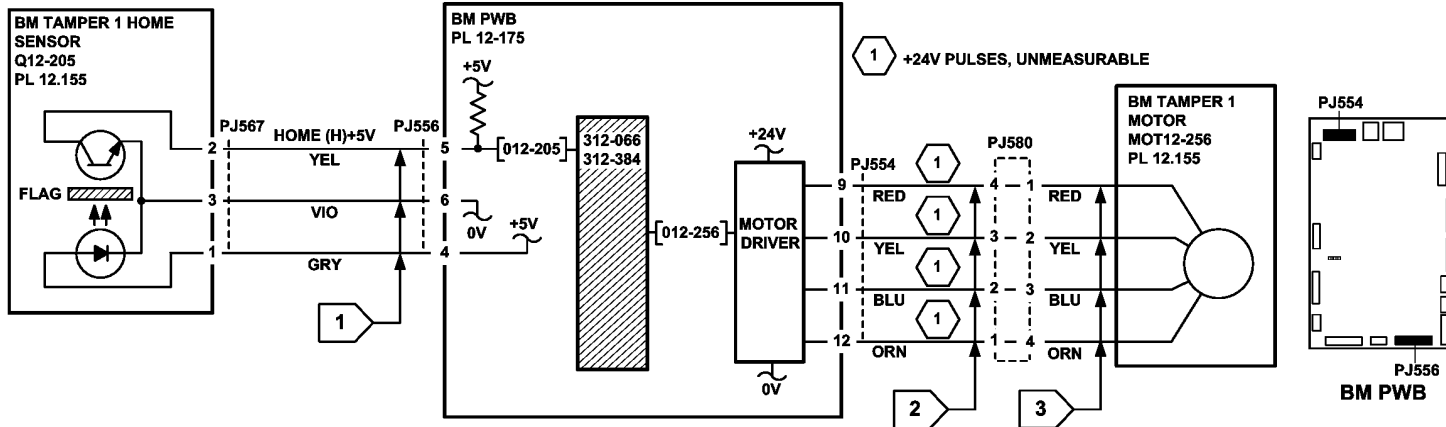 BM TAMPER 1 HOME
SENSOR
Q12-205
PL 12.155
FLAG
2
3
1
PJ567
HOME (H)+5V
YEL
VIO
GRY
PJ556
5
6
4
1
BM PWB
PL 12-175
+5V
[012-205]
0V
+5V
312-066
312-384
[012-256]
+24V
MOTOR
DRIVER
0V
1 +24V PULSES, UNMEASURABLE
PJ554
9
RED
1
10
YEL
1
11
BLU
1
12
ORN
1
PJ580
4 1
3 2
2 3
1 4
RED
YEL
BLU
ORN
2
3
BM TAMPER 1
MOTOR
MOT12-256
PL 12.155
PJ554
PJ556
BM PWB